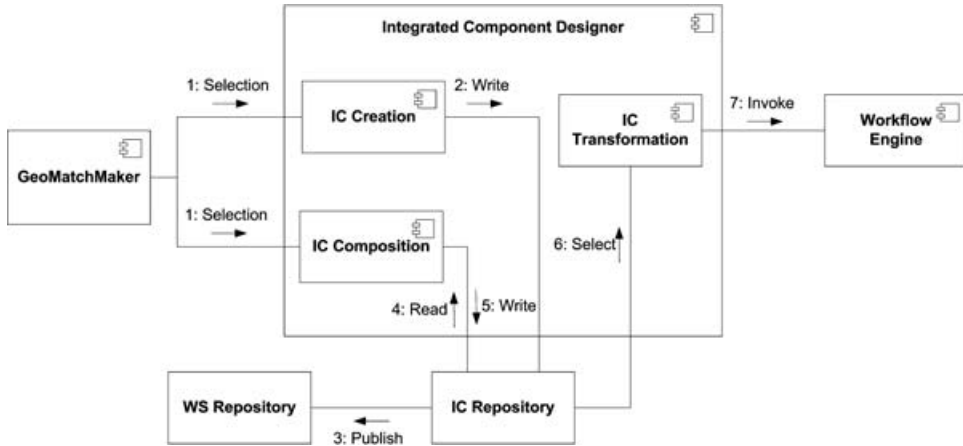 Integrated Component Designer
1: Selection
2: Write
IC Creation
IC
Transformation
7: Invoke
Workflow
Engine
GeoMatchMaker
1: Selection
IC Composition
6: Select
4: Read
5: Write
WS Repository
IC Repository
3: Publish